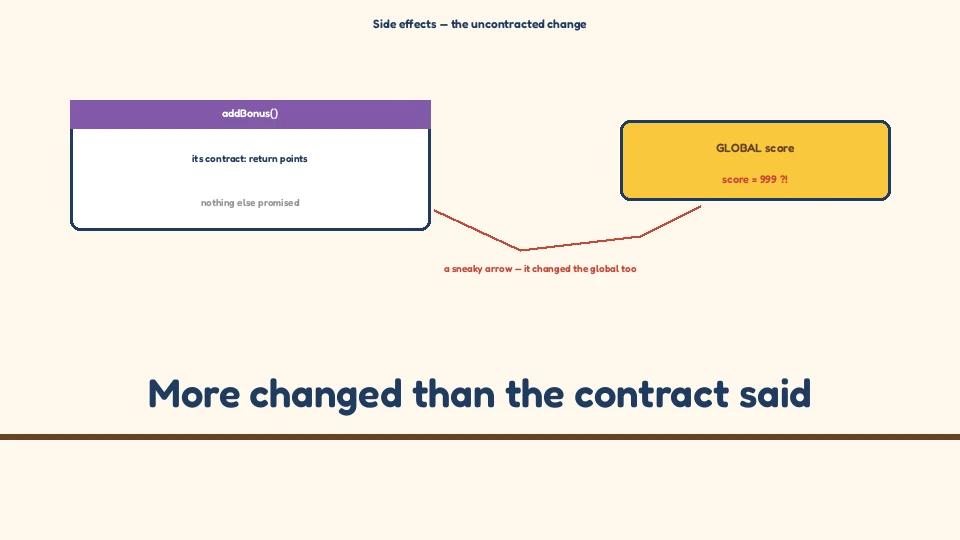 Side effects — the uncontracted change
addBonus()
its contract: return points
nothing else promised
GLOBAL score
score = 999 ?!
a sneaky arrow — it changed the global too
More changed than the contract said